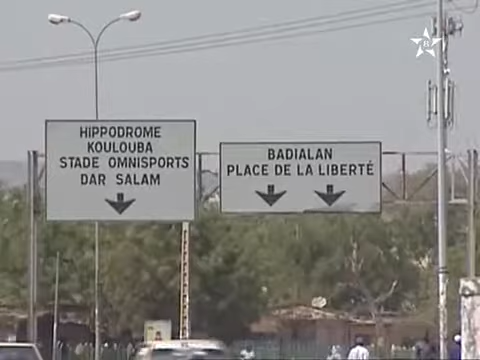 HIPPODROME
KOULOUBA
STADE OMNISPORTS
DAR SALAM
BADIALAN
PLACE DE LA LIBERTÉ